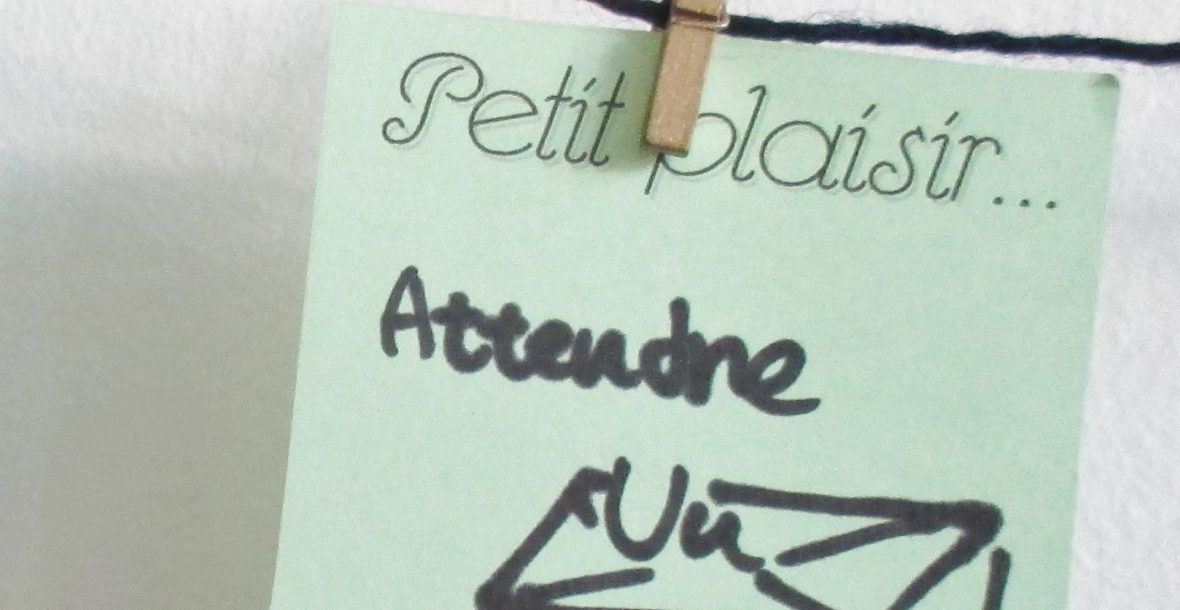 Petit plaisir...
Attendre
Un